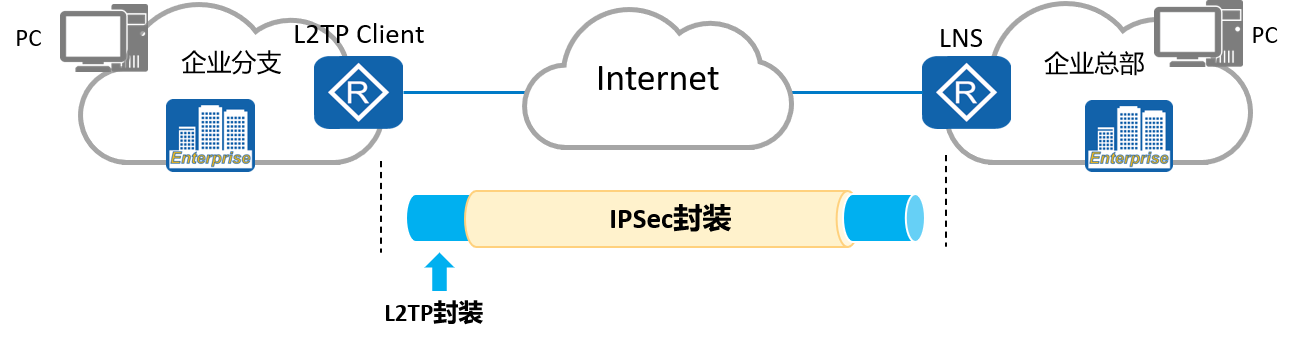 PC
企业分支
L2TP Client
Enterprise
Internet
LNS
企业总部
PC
Enterprise
IPSec封装
L2TP封装
R
R